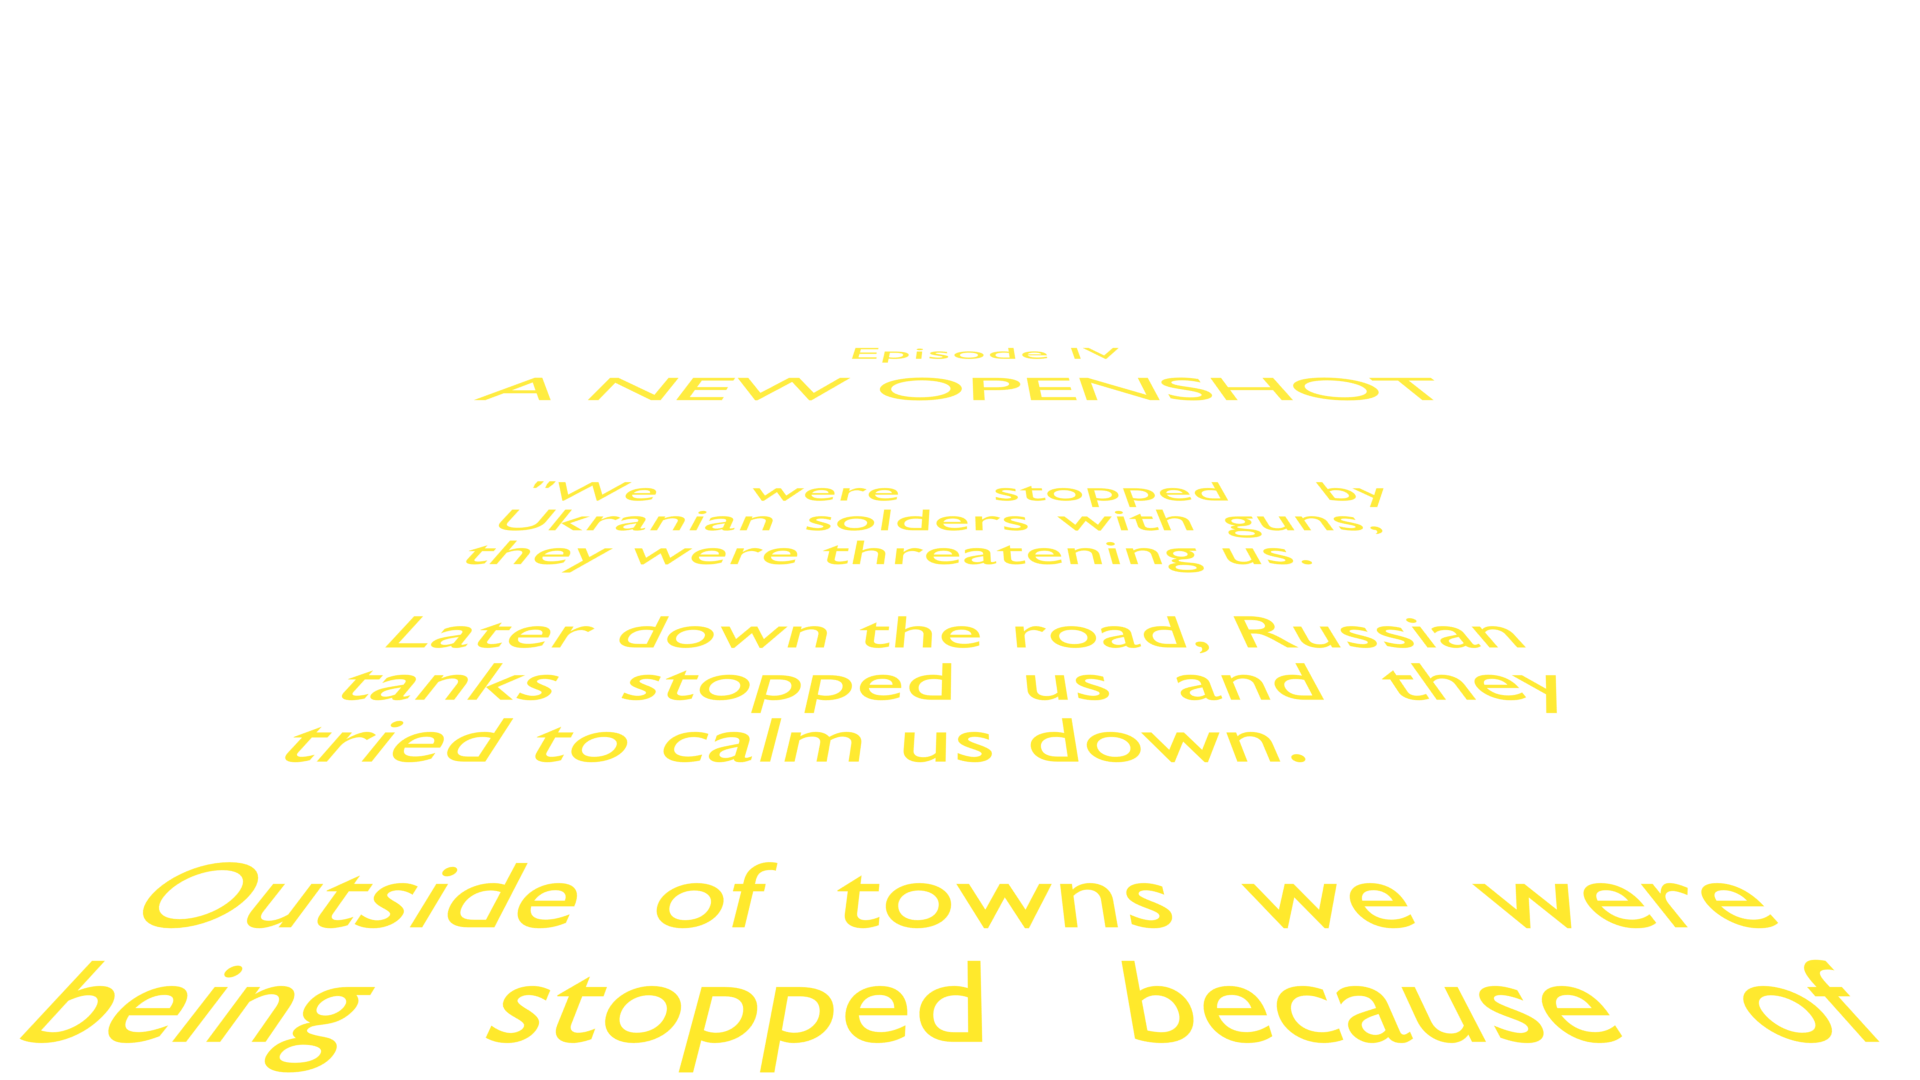 Episode IV
A NEW OPENSHOT
"We were stopped by
Ukranian solders with guns,
they were threatening us.
Later down the road, Russian
tanks stopped us and they
tried to calm us down.
Outside of towns we were
being stopped because of